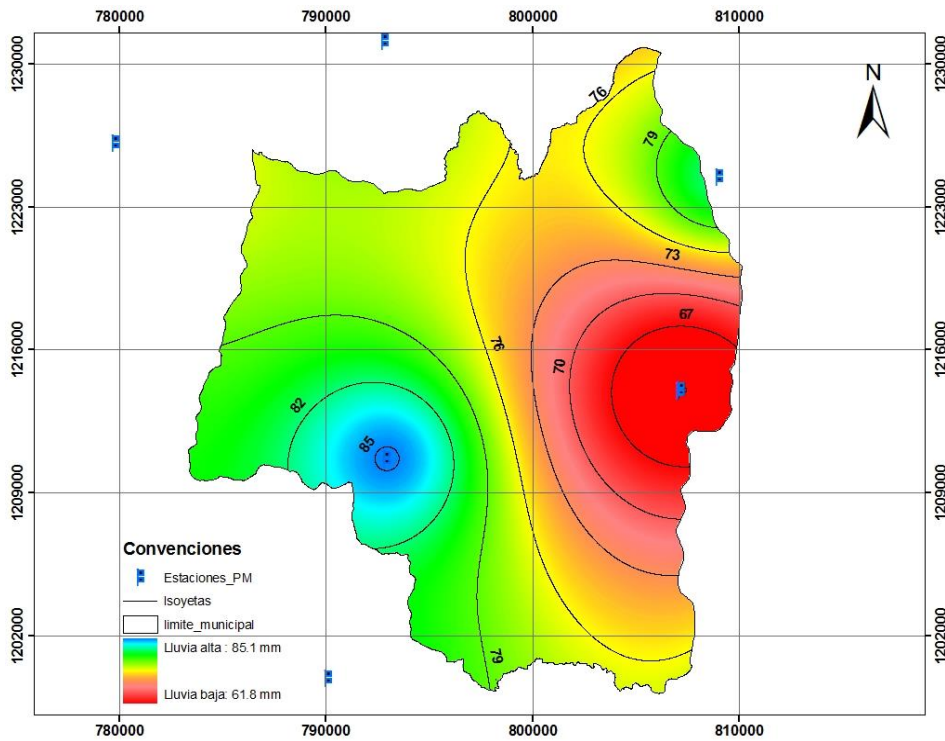 780000 790000 800000 810000
1230000 1230000
N
76
79
1223000 1223000
73
67
76
1216000 1216000
70
82
85
1209000 1209000
Convenciones
Estaciones_PM
Isoyetas
limite_municipal
1202000 1202000
Lluvia alta : 85.1 mm
79
Lluvia baja: 61.8 mm
780000 790000 800000 810000